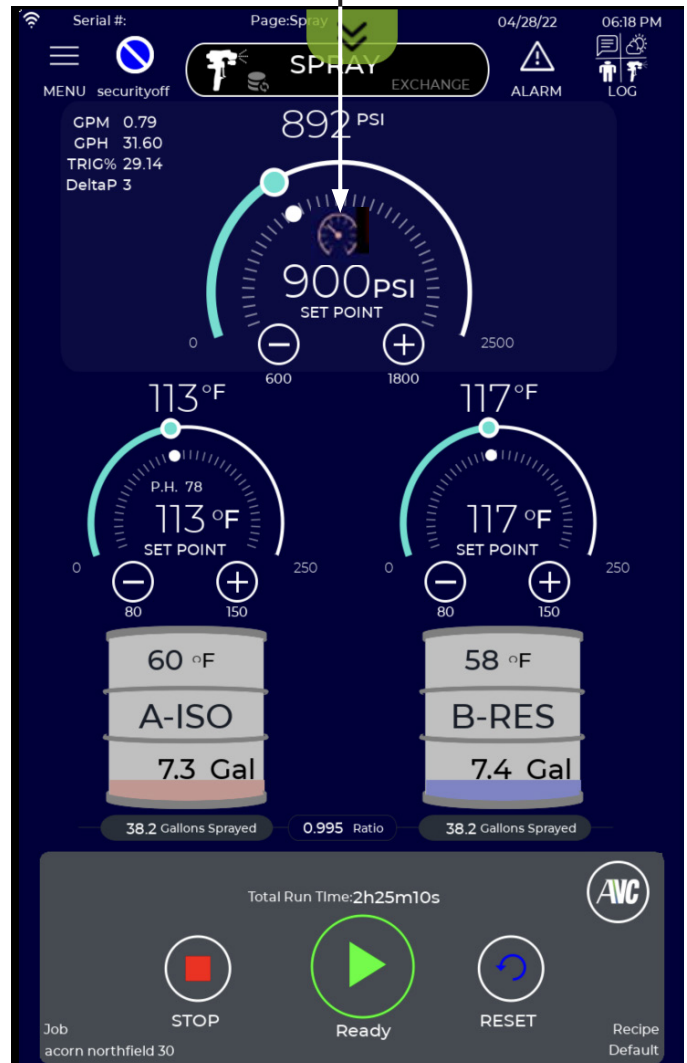 Serial #: Page:Spray 04/28/22 06:18 PM
MENU securityoff SPRAY EXCHANGE ALARM LOG
GPM 0.79
GPH 31.60
TRIG% 29.14
DeltaP 3
892 PSI
900PSI
SET POINT
0 2500
600 1800
113°F 117°F
P.H. 78
113 °F 117 °F
SET POINT SET POINT
0 250 0 250
80 150 80 150
60 °F 58 °F
A-ISO B-RES
7.3 Gal 7.4 Gal
38.2 Gallons Sprayed 0.995 Ratio 38.2 Gallons Sprayed
Total Run TIme:2h25m10s
AVC
STOP Ready RESET
Job Recipe
acorn northfield 30 Default